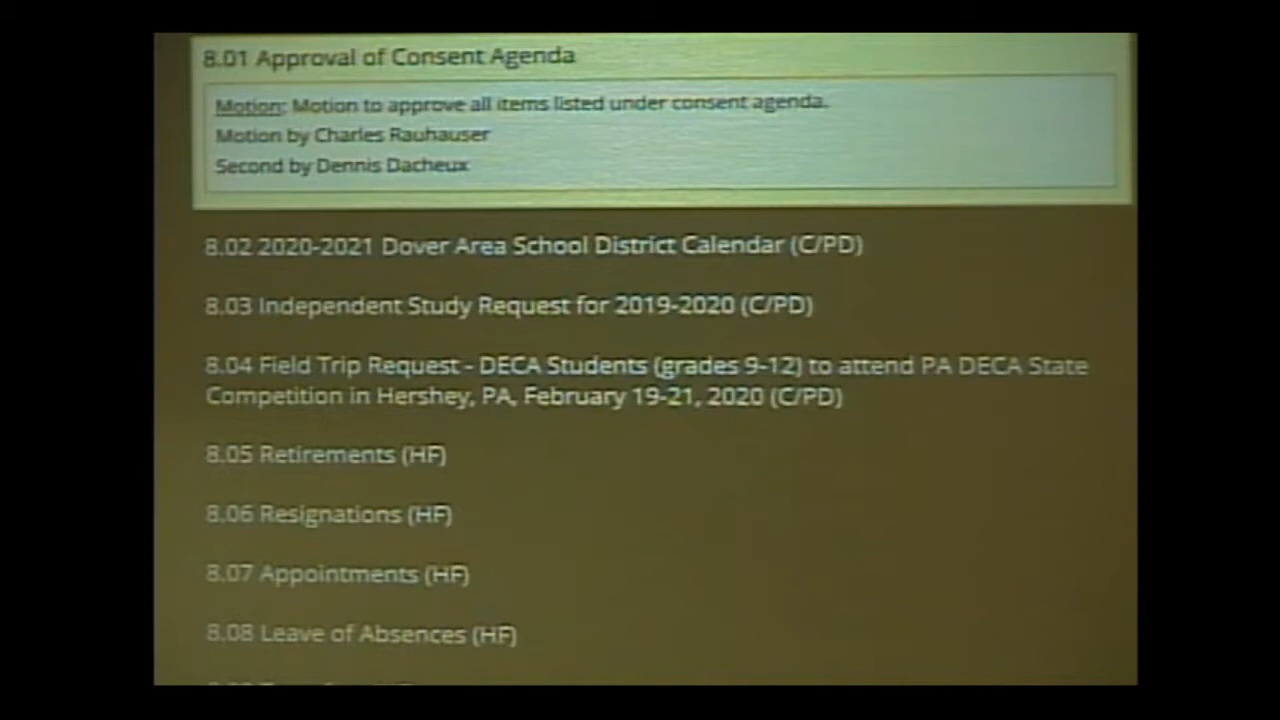 8.01 Approval of Consent Agenda
Motion: Motion to approve all items listed under consent agenda.
Motion by Charles Rauhauser
Second by Dennis Dacheux
8.02 2020-2021 Dover Area School District Calendar (C/PD)
8.03 Independent Study Request for 2019-2020 (C/PD)
8.04 Field Trip Request - DECA Students (grades 9-12) to attend PA DECA State
Competition in Hershey, PA, February 19-21, 2020 (C/PD)
8.05 Retirements (HF)
8.06 Resignations (HF)
8.07 Appointments (HF)
8.08 Leave of Absences (HF)